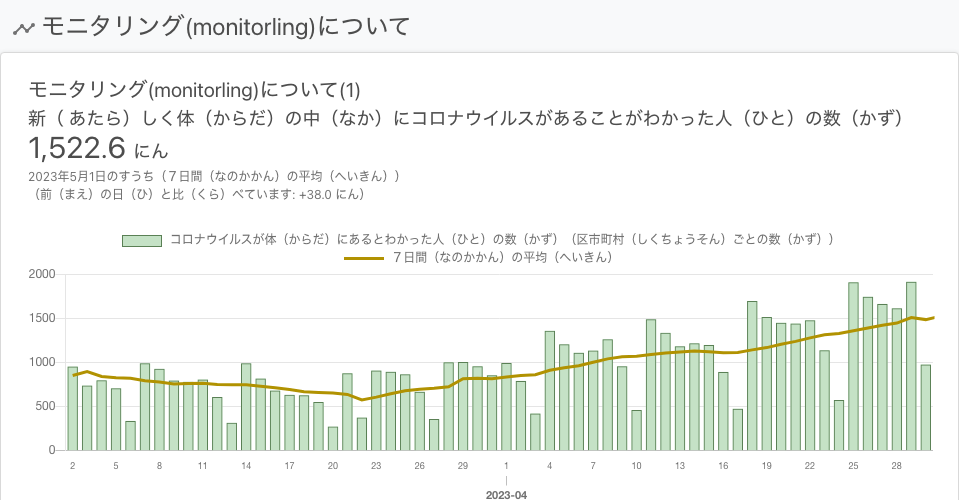 モニタリング(monitorling)について
モニタリング(monitorling)について(1)
新（ あたら）しく体（からだ）の中（なか）にコロナウイルスがあることがわかった人（ひと）の数（かず）
1,522.6 にん
2023年5月1日のすうち（７日間（なのかかん）の平均（へいきん））
（前（まえ）の日（ひ）と比（くら）べています: +38.0 にん）
コロナウイルスが体（からだ）にあるとわかった人（ひと）の数（かず）（区市町村（しくちょうそん）ごとの数（かず））
７日間（なのかかん）の平均（へいきん）
2000
1500
1000
500
0
2 5 8 11 14 17 20 23 26 29 1 4 7 10 13 16 19 22 25 28
2023-04